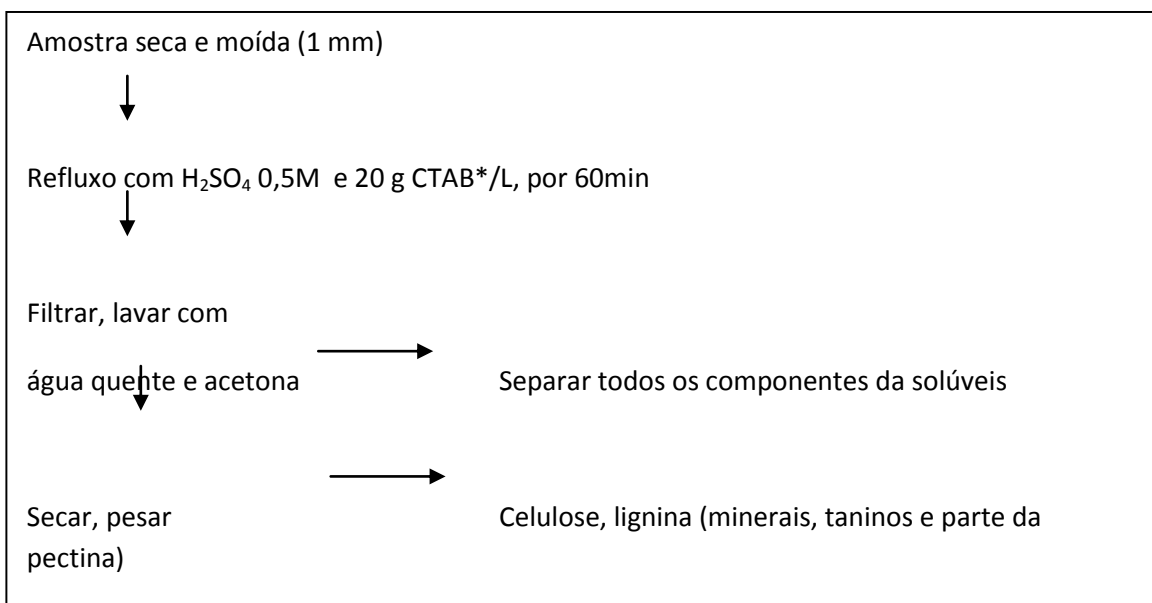 Amostra seca e moída (1 mm)
Refluxo com H₂SO₄ 0,5M e 20 g CTAB*/L, por 60min
Filtrar, lavar com
água quente e acetona Separar todos os componentes da solúveis
Secar, pesar Celulose, lignina (minerais, taninos e parte da
pectina)